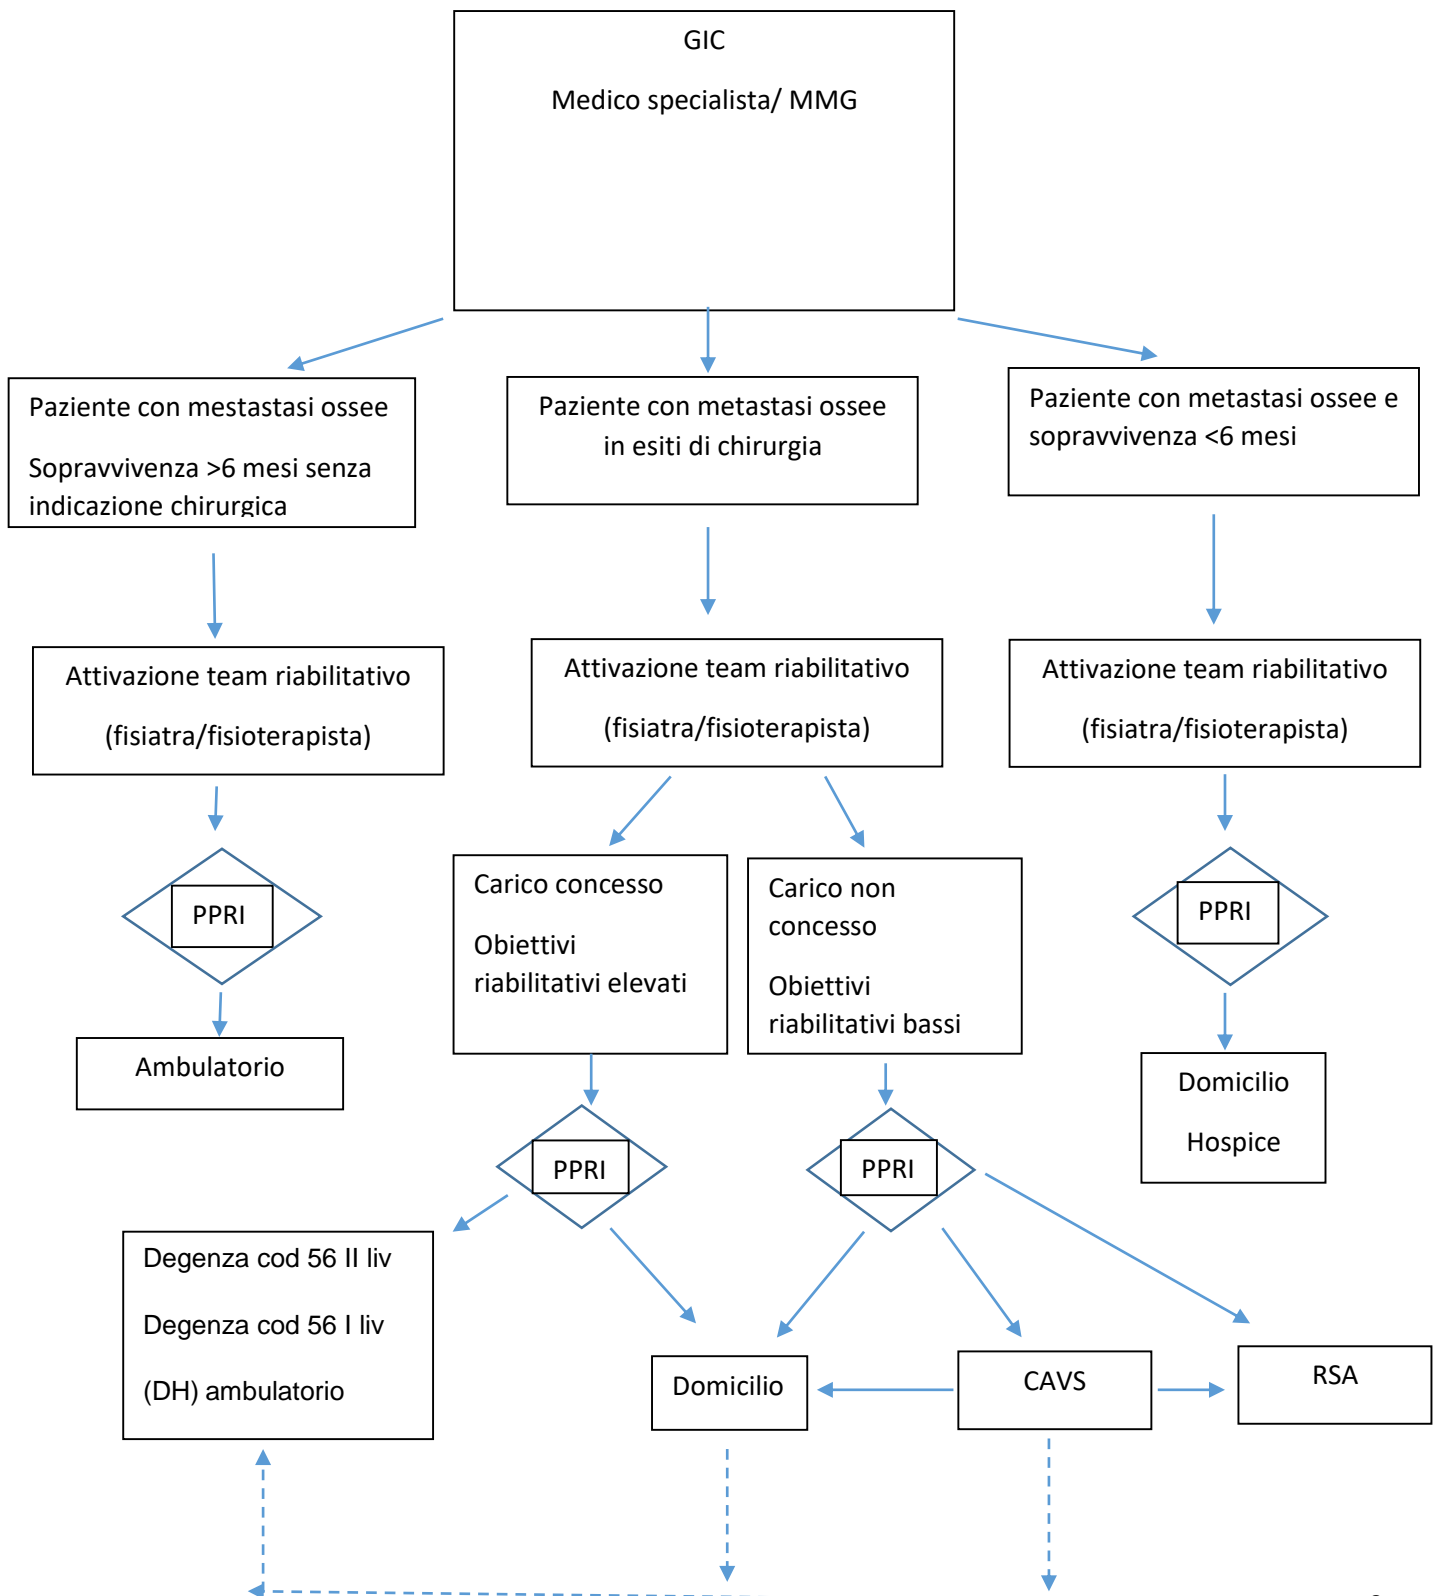 GIC
Medico specialista/ MMG
Paziente con mestastasi ossee
Sopravvivenza >6 mesi senza
indicazione chirurgica
Paziente con metastasi ossee
in esiti di chirurgia
Paziente con metastasi ossee e
sopravvivenza <6 mesi
Attivazione team riabilitativo
(fisiatra/fisioterapista)
Attivazione team riabilitativo
(fisiatra/fisioterapista)
Attivazione team riabilitativo
(fisiatra/fisioterapista)
PPRI
Carico concesso
Obiettivi
riabilitativi elevati
Carico non
concesso
Obiettivi
riabilitativi bassi
PPRI
Ambulatorio
Domicilio
Hospice
PPRI
PPRI
Degenza cod 56 II liv
Degenza cod 56 I liv
(DH) ambulatorio
Domicilio
CAVS
RSA